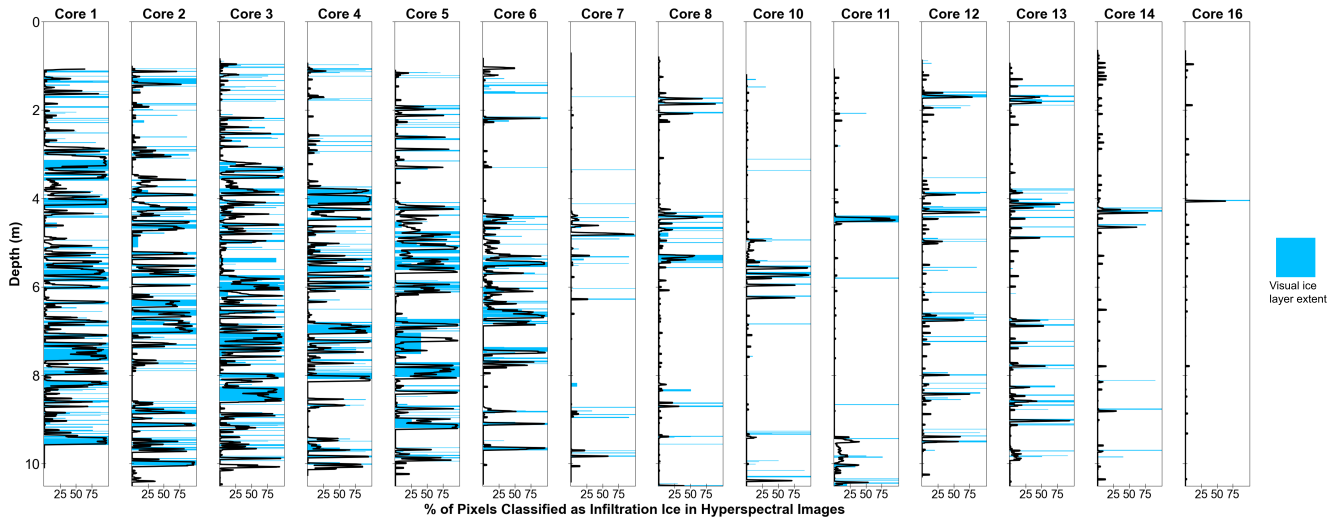 Core 1 Core 2 Core 3 Core 4 Core 5 Core 6 Core 7 Core 8 Core 10 Core 11 Core 12 Core 13 Core 14 Core 16
0
2
4
6
8
10
Depth (m)
Visual ice
layer extent
25 50 75 25 50 75 25 50 75 25 50 75 25 50 75 25 50 75 25 50 75 25 50 75 25 50 75 25 50 75 25 50 75 25 50 75 25 50 75 25 50 75
% of Pixels Classified as Infiltration Ice in Hyperspectral Images